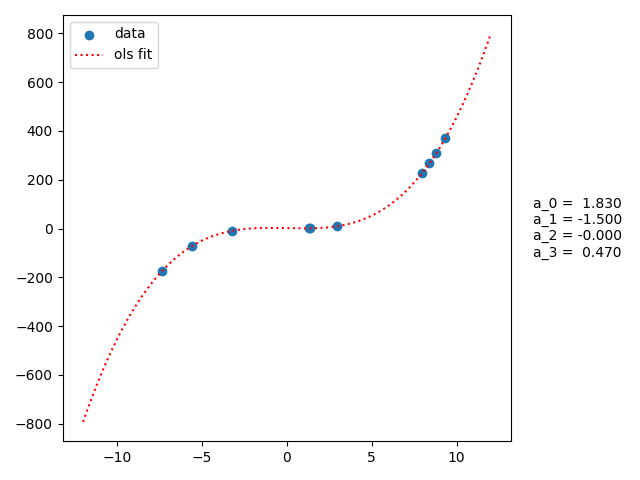 data
ols fit
800
600
400
200
0
−200
−400
−600
−800
−10
−5
0
5
10
a_0 =  1.830
a_1 = -1.500
a_2 = -0.000
a_3 =  0.470